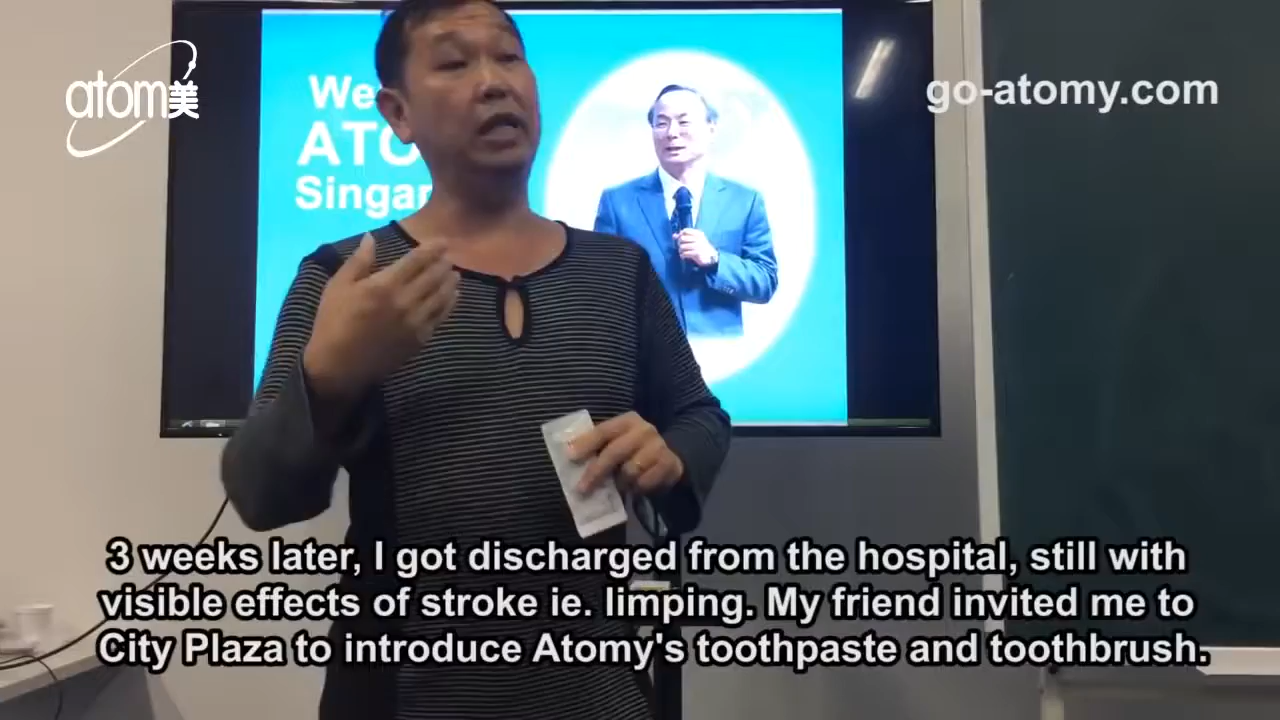 atom美
go-atomy.com
We
ATO
Singa
3 weeks later, I got discharged from the hospital, still with
visible effects of stroke ie. limping. My friend invited me to
City Plaza to introduce Atomy's toothpaste and toothbrush.